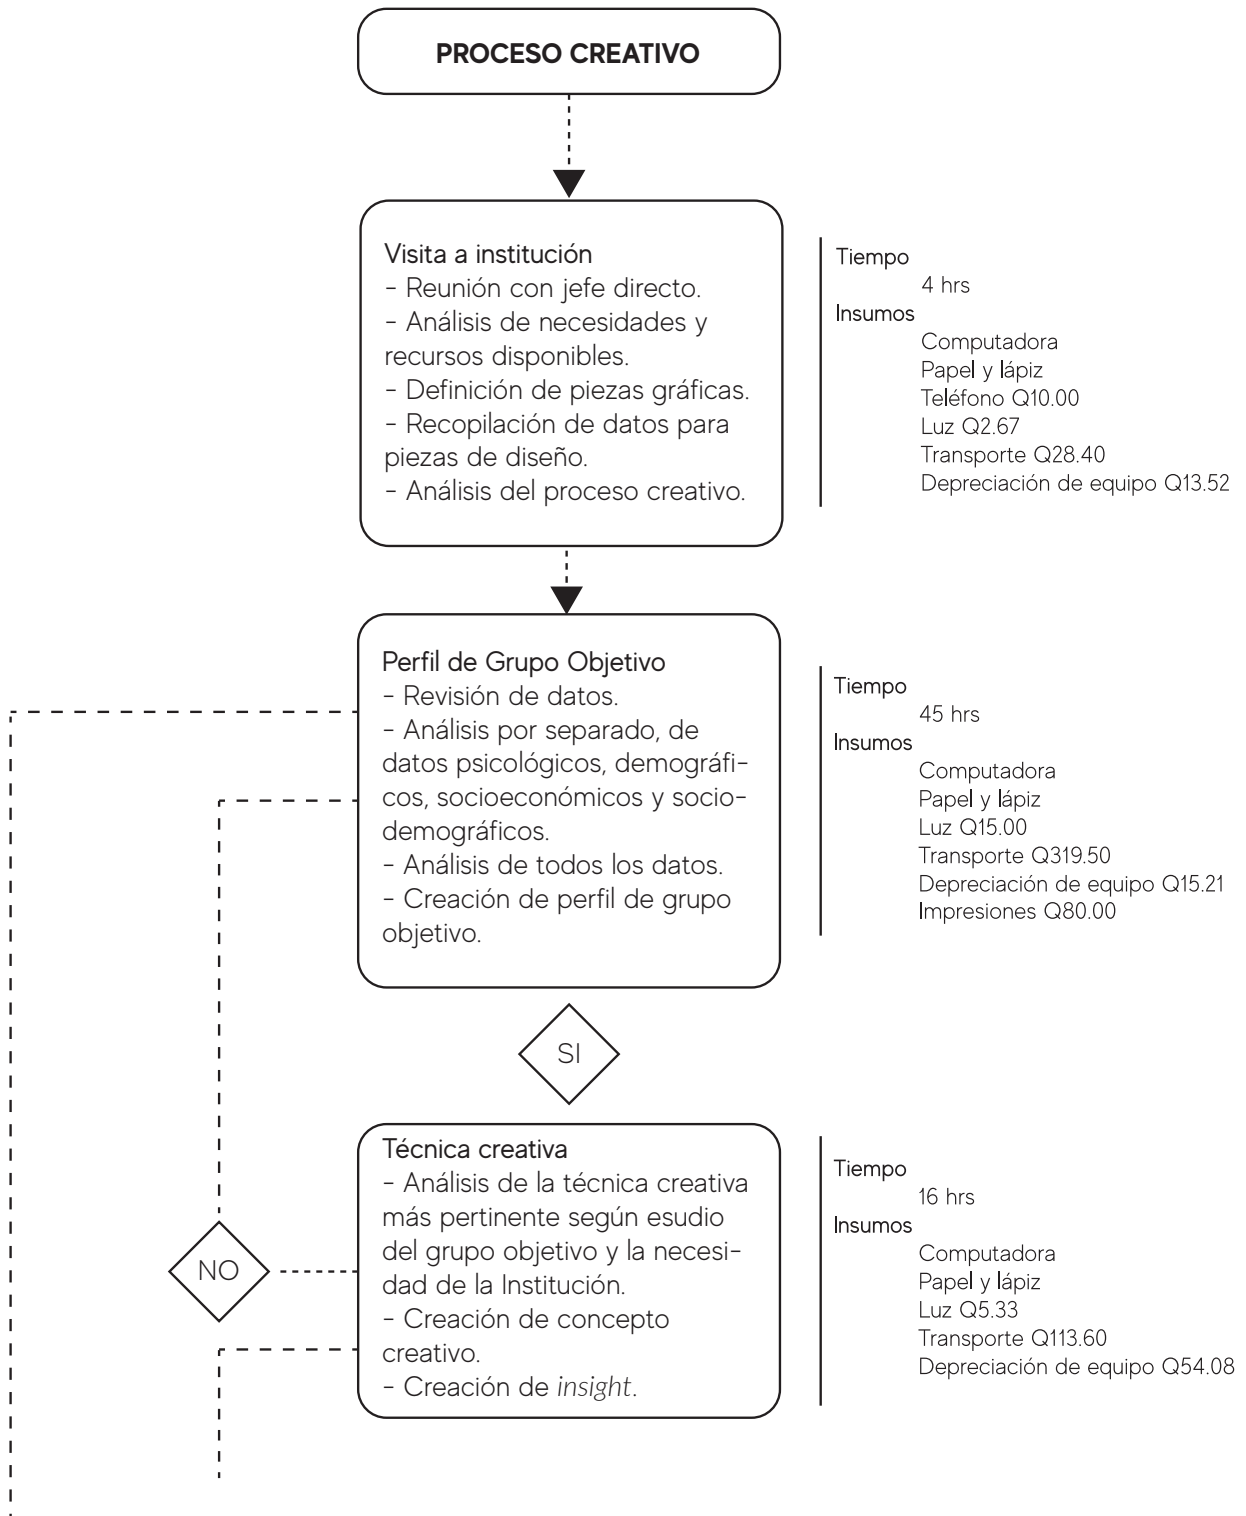 PROCESO CREATIVO
Visita a institución
- Reunión con jefe directo.
- Análisis de necesidades y
recursos disponibles.
- Definición de piezas gráficas.
- Recopilación de datos para
piezas de diseño.
- Análisis del proceso creativo.
Tiempo
4 hrs
Insumos
Computadora
Papel y lápiz
Teléfono Q10.00
Luz Q2.67
Transporte Q28.40
Depreciación de equipo Q13.52
Perfil de Grupo Objetivo
- Revisión de datos.
- Análisis por separado, de
datos psicológicos, demográfi-
cos, socioeconómicos y socio-
demográficos.
- Análisis de todos los datos.
- Creación de perfil de grupo
objetivo.
Tiempo
45 hrs
Insumos
Computadora
Papel y lápiz
Luz Q15.00
Transporte Q319.50
Depreciación de equipo Q15.21
Impresiones Q80.00
SI
Técnica creativa
- Análisis de la técnica creativa
más pertinente según esudio
del grupo objetivo y la necesi-
dad de la Institución.
- Creación de concepto
creativo.
- Creación de insight.
NO
Tiempo
16 hrs
Insumos
Computadora
Papel y lápiz
Luz Q5.33
Transporte Q113.60
Depreciación de equipo Q54.08